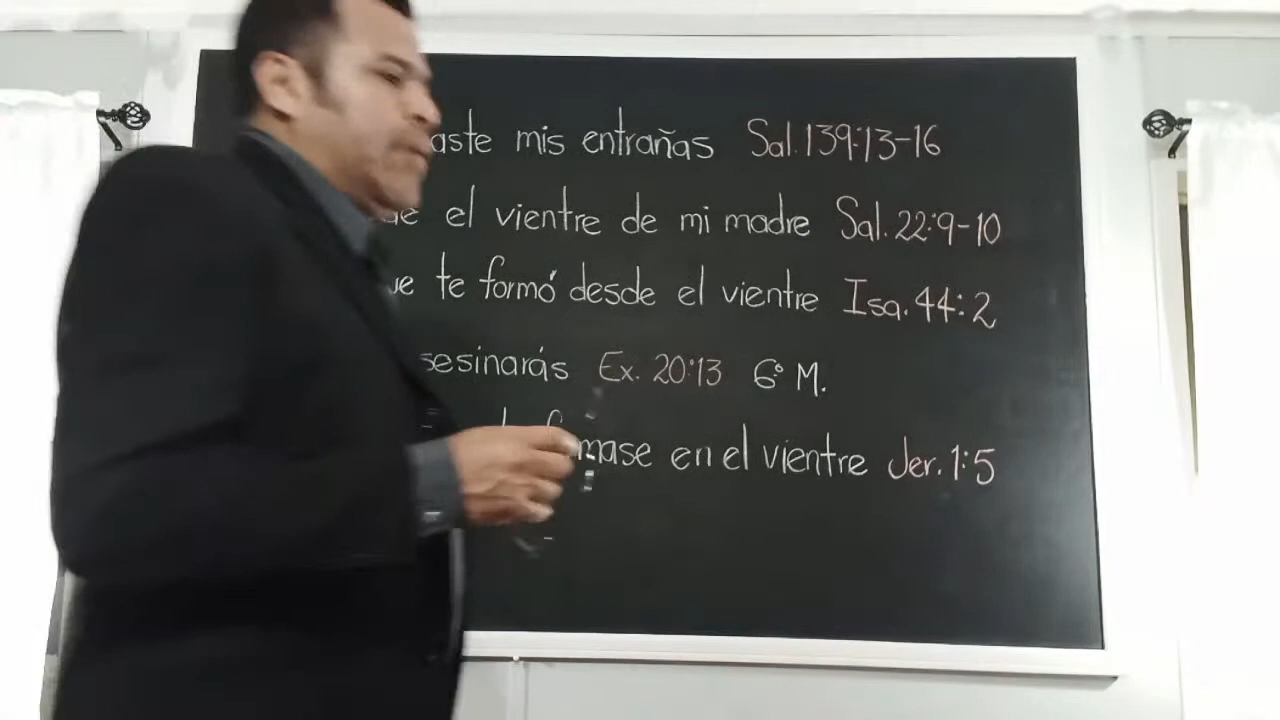 aste mis entrañas Sal. 139:13-16
el vientre de mi madre Sal. 22:9-10
te formó desde el vientre Isa. 44:2
sesinarás Ex. 20:13 6° M.
mase en el vientre Jer. 1:5